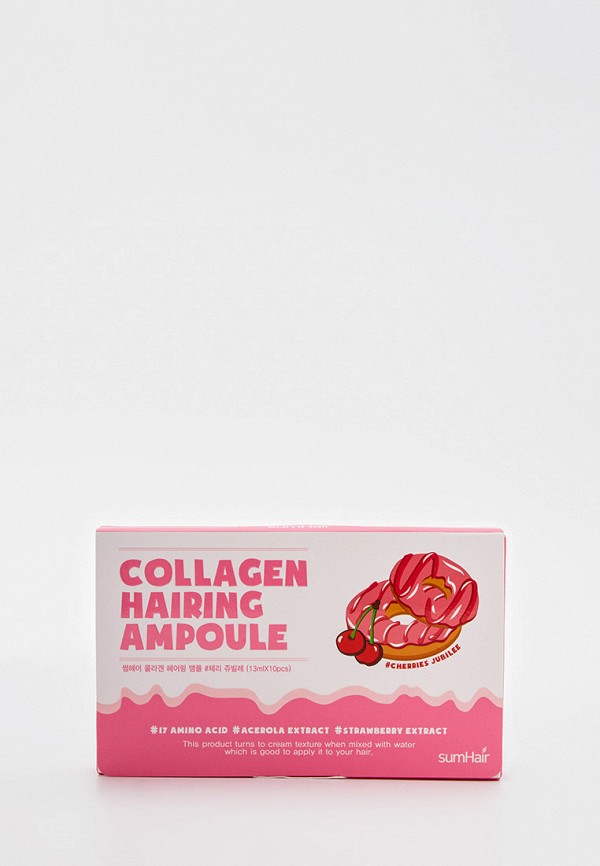 COLLAGEN
HAIRING
AMPOULE
썸헤어 콜라겐 헤어링 앰플 #체리 쥬빌레 (13mlX10pcs)
#CHERRIES JUBILEE
#17 AMINO ACID #ACEROLA EXTRACT #STRAWBERRY EXTRACT
This product turns to cream texture when mixed with water
which is good to apply it to your hair.
sumHair